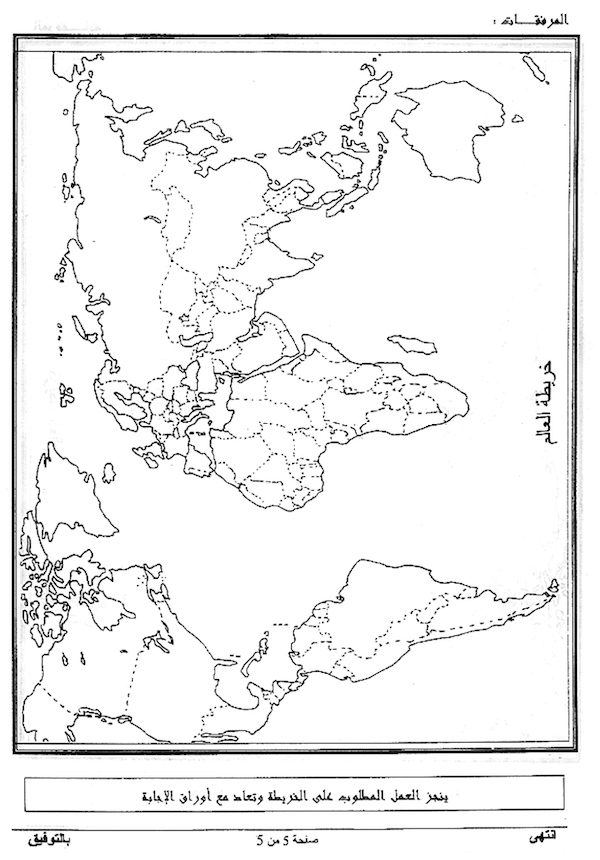 المرفقـــات :
خريطة العالم
ينجز العمل المطلوب على الخريطة وتعاد مع أوراق الإجابة
انتهى
صفحة 5 من 5
بالتوفيق